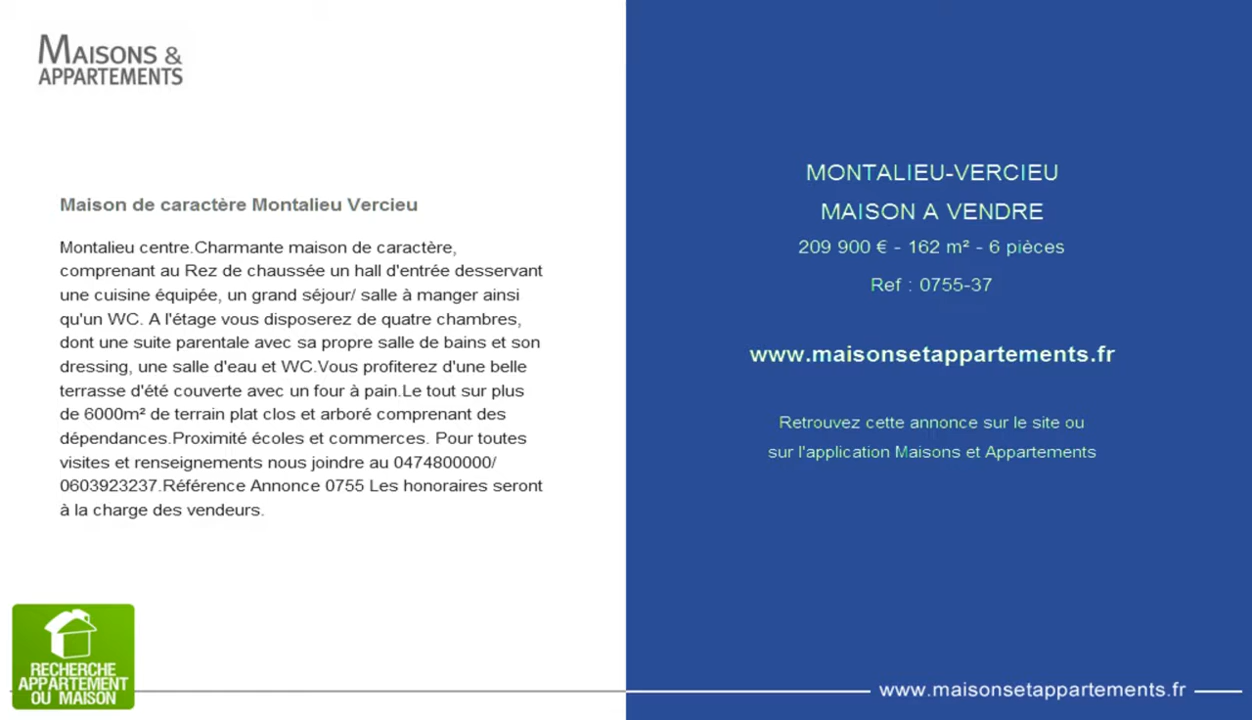 MAISONS &
APPARTEMENTS
Maison de caractère Montalieu Vercieu
Montalieu centre.Charmante maison de caractère,
comprenant au Rez de chaussée un hall d'entrée desservant
une cuisine équipée, un grand séjour/ salle à manger ainsi
qu'un WC. A l'étage vous disposerez de quatre chambres,
dont une suite parentale avec sa propre salle de bains et son
dressing, une salle d'eau et WC.Vous profiterez d'une belle
terrasse d'été couverte avec un four à pain.Le tout sur plus
de 6000m² de terrain plat clos et arboré comprenant des
dépendances.Proximité écoles et commerces. Pour toutes
visites et renseignements nous joindre au 0474800000/
0603923237.Référence Annonce 0755 Les honoraires seront
à la charge des vendeurs.
RECHERCHE
APPARTEMENT
OU MAISON
MONTALIEU-VERCIEU
MAISON A VENDRE
209 900 € - 162 m² - 6 pièces
Ref : 0755-37
www.maisonsetappartements.fr
Retrouvez cette annonce sur le site ou
sur l'application Maisons et Appartements
www.maisonsetappartements.fr